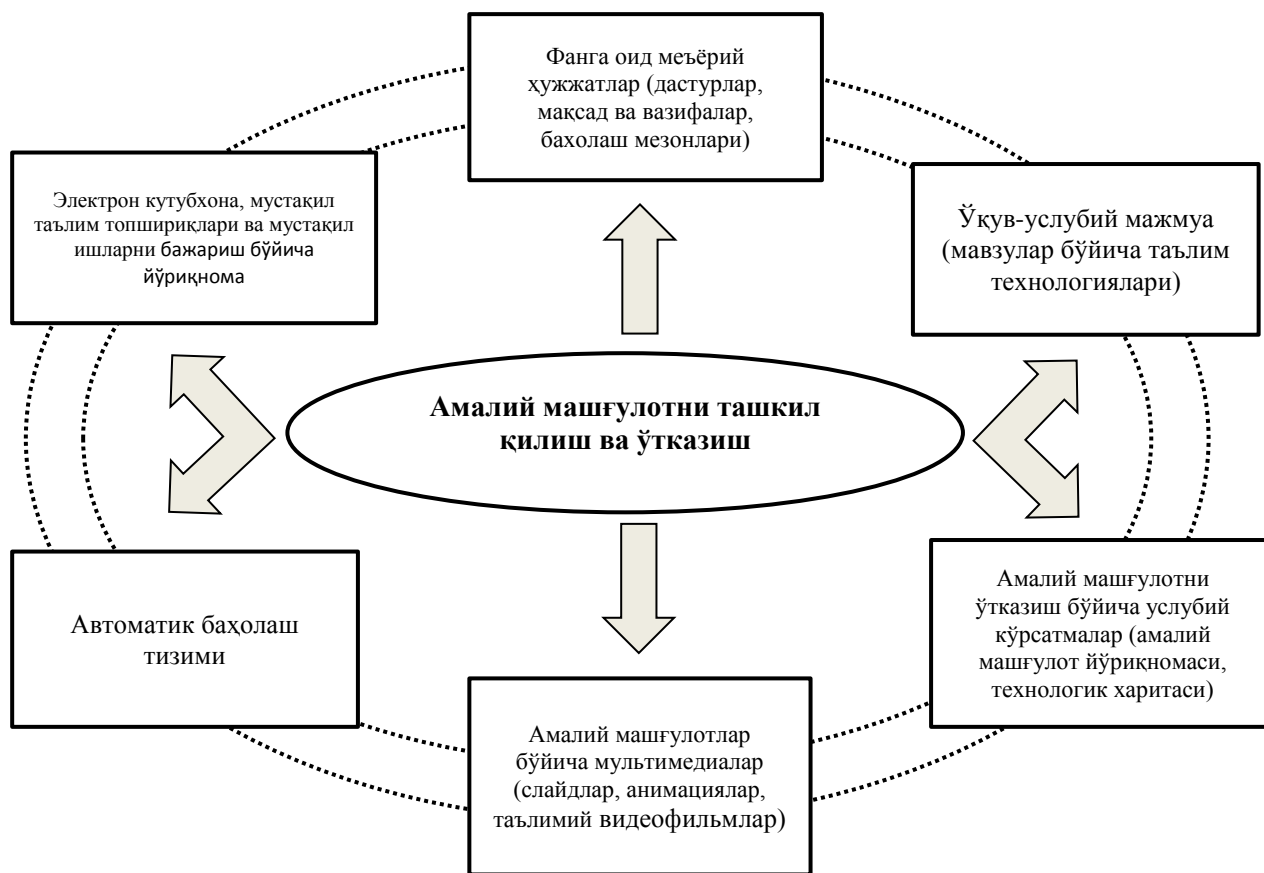 Фанга оид меъёрий
ҳужжатлар (дастурлар,
мақсад ва вазифалар,
бахолаш мезонлари)
Электрон кутубхона, мустақил
таълим топшириқлари ва мустақил
ишларни бажариш бўйича
йўриқнома
Ўқув-услубий мажмуа
(мавзулар бўйича таълим
технологиялари)
Амалий машғулотни ташкил
қилиш ва ўтказиш
Автоматик баҳолаш
тизими
Амалий машғулотни
ўтказиш бўйича услубий
кўрсатмалар (амалий
машғулот йўриқномаси,
технологик харитаси)
Амалий машғулотлар
бўйича мультимедиалар
(слайдлар, анимациялар,
таълимий видеофильмлар)